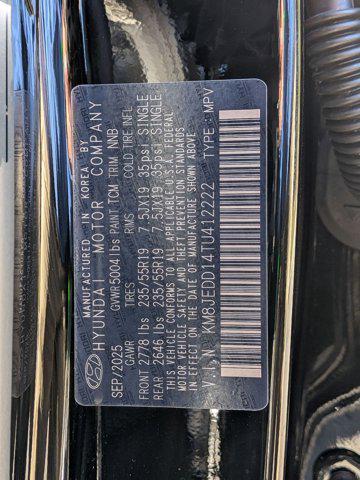 MANUFACTURED IN KOREA BY
HYUNDAI MOTOR COMPANY
SEP/2025 GVWR 5004 lbs PAINT TCM TRIM NNB
GAWR TIRES RMS COLD TIRE INFL
FRONT 2778 lbs 235/55R19 7.5JX19 35psi SINGLE
REAR 2646 lbs 235/55R19 7.5JX19 35psi SINGLE
THIS VEHICLE CONFORMS TO ALL APPLICABLE U.S.A. FEDERAL
MOTOR VEHICLE SAFETY AND THEFT PREVENTION STANDARDS
IN EFFECT ON THE DATE OF MANUFACTURE SHOWN ABOVE.
V.I.N : KM8JEDD14TU412222 TYPE : MPV